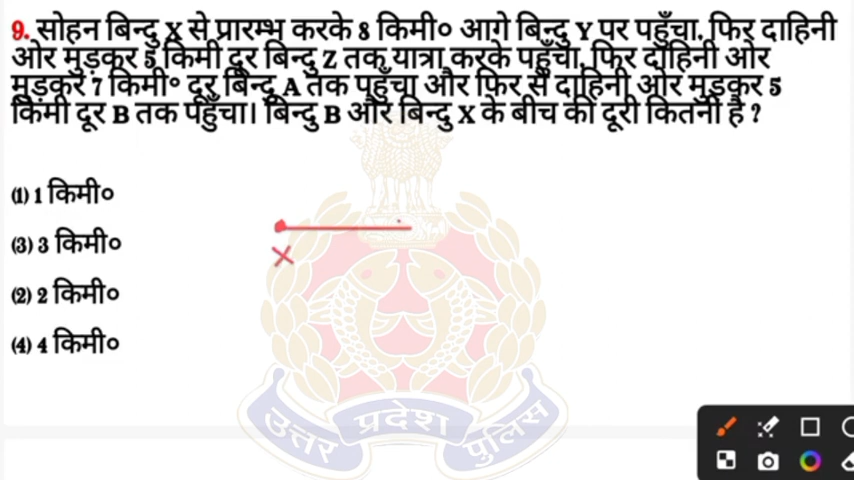 9. सोहन बिन्दु X से प्रारम्भ करके 8 किमी० आगे बिन्दु Y पर पहुँचा, फिर दाहिनी
ओर मुड़कर 5 किमी दूर बिन्दु Z तक यात्रा करके पहुँचा, फिर दाहिनी ओर
मुड़कर 7 किमी० दूर बिन्दु A तक पहुँचा और फिर से दाहिनी ओर मुड़कर 5
किमी दूर B तक पहुँचा। बिन्दु B और बिन्दु X के बीच की दूरी कितनी है ?
(1) 1 किमी०
(3) 3 किमी०
X
(2) 2 किमी०
(4) 4 किमी०
उत्तर प्रदेश पुलिस